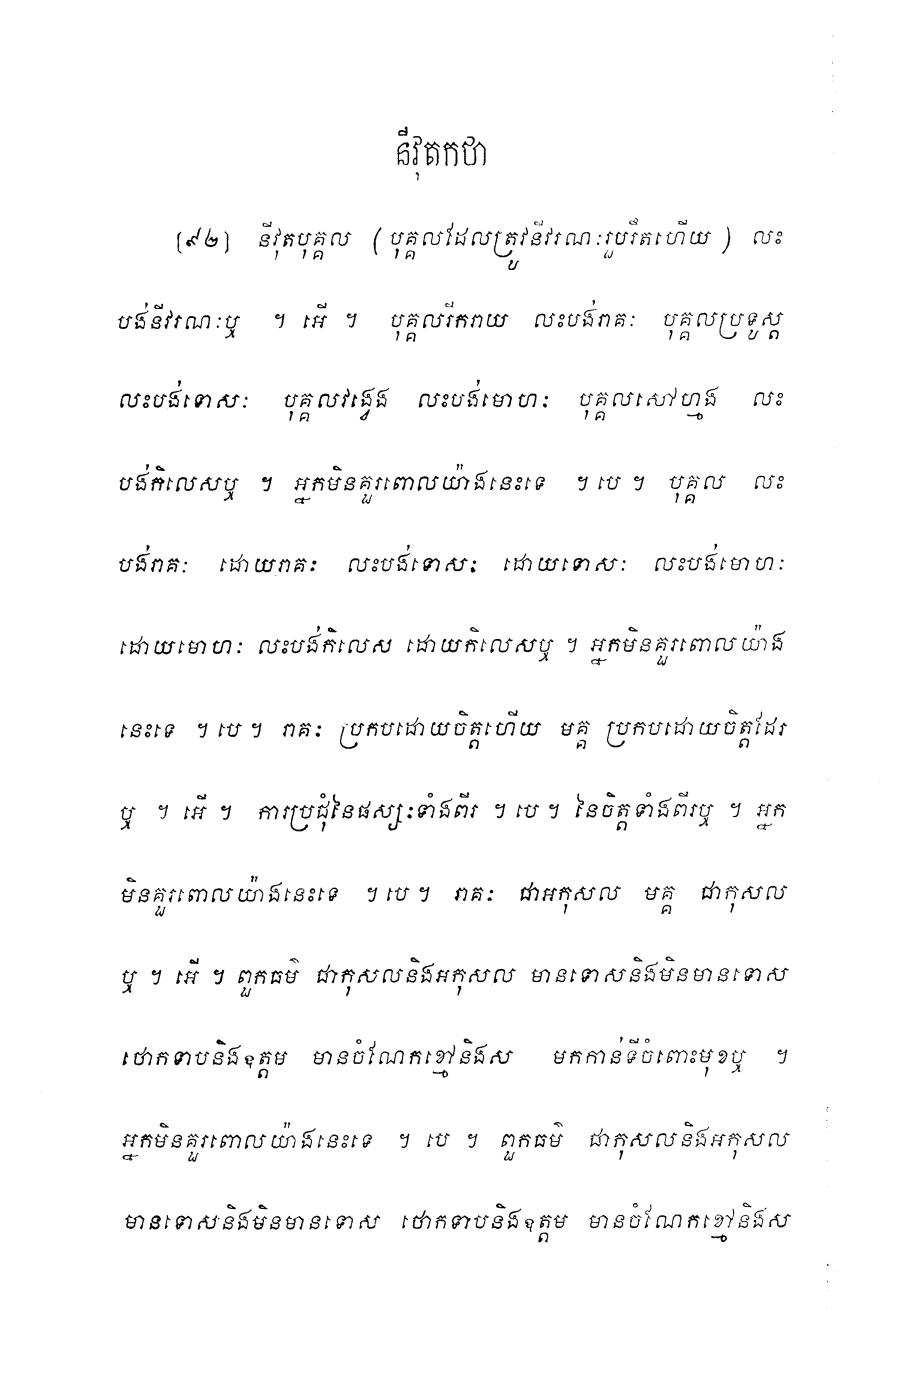 នីវុតកថា
[៩២] នីវុតបុគ្គល (បុគ្គលដែលត្រូវនីវរណៈរួបរឹតហើយ) លះ
បង់នីវរណៈឬ ។ អើ ។ បុគ្គលរីករាយ លះបង់រាគៈ បុគ្គលប្រទូស្ត
លះបង់ទោសៈ បុគ្គលវង្វេង លះបង់មោហៈ បុគ្គលសៅហ្មង លះ
បង់កិលេសឬ ។ អ្នកមិនគួរពោលយ៉ាងនេះទេ ។ បេ ។ បុគ្គល លះ
បង់រាគៈ ដោយរាគៈ លះបង់ទោសៈ ដោយទោសៈ លះបង់មោហៈ
ដោយមោហៈ លះបង់កិលេស ដោយកិលេសឬ ។ អ្នកមិនគួរពោលយ៉ាង
នេះទេ ។ បេ ។ រាគៈ ប្រកបដោយចិត្តហើយ មគ្គ ប្រកបដោយចិត្តដែរ
ឬ ។ អើ ។ ការប្រជុំនៃផស្សៈទាំងពីរ ។ បេ ។ នៃចិត្តទាំងពីរឬ ។ អ្នក
មិនគួរពោលយ៉ាងនេះទេ ។ បេ ។ រាគៈ ជាអកុសល មគ្គ ជាកុសល
ឬ ។ អើ ។ ពួកធម៌ ជាកុសលនិងអកុសល មានទោសនិងមិនមានទោស
ថោកទាបនិងឧត្តម មានចំណែកខ្មៅនិងស មកកាន់ទីចំពោះមុខឬ ។
អ្នកមិនគួរពោលយ៉ាងនេះទេ ។ បេ ។ ពួកធម៌ ជាកុសលនិងអកុសល
មានទោសនិងមិនមានទោស ថោកទាបនិងឧត្តម មានចំណែកខ្មៅនិងស